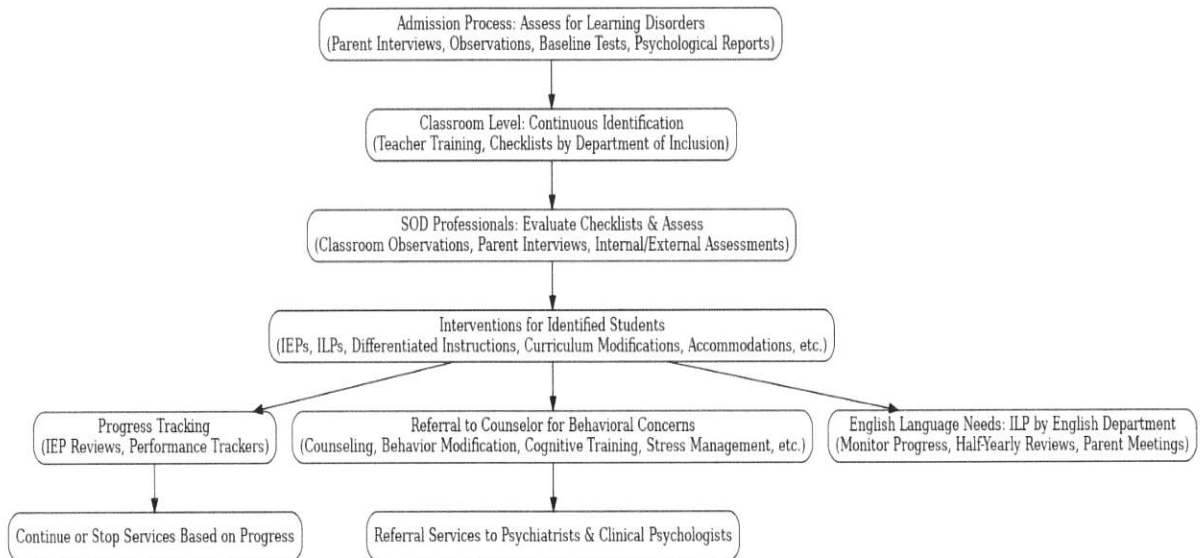 Admission Process: Assess for Learning Disorders
(Parent Interviews, Observations, Baseline Tests, Psychological Reports)
Classroom Level: Continuous Identification
(Teacher Training, Checklists by Department of Inclusion)
SOD Professionals: Evaluate Checklists & Assess
(Classroom Observations, Parent Interviews, Internal/External Assessments)
Interventions for Identified Students
(IEPs, ILPs, Differentiated Instructions, Curriculum Modifications, Accommodations, etc.)
Progress Tracking
(IEP Reviews, Performance Trackers)
Referral to Counselor for Behavioral Concerns
(Counseling, Behavior Modification, Cognitive Training, Stress Management, etc.)
English Language Needs: ILP by English Department
(Monitor Progress, Half-Yearly Reviews, Parent Meetings)
Continue or Stop Services Based on Progress
Referral Services to Psychiatrists & Clinical Psychologists